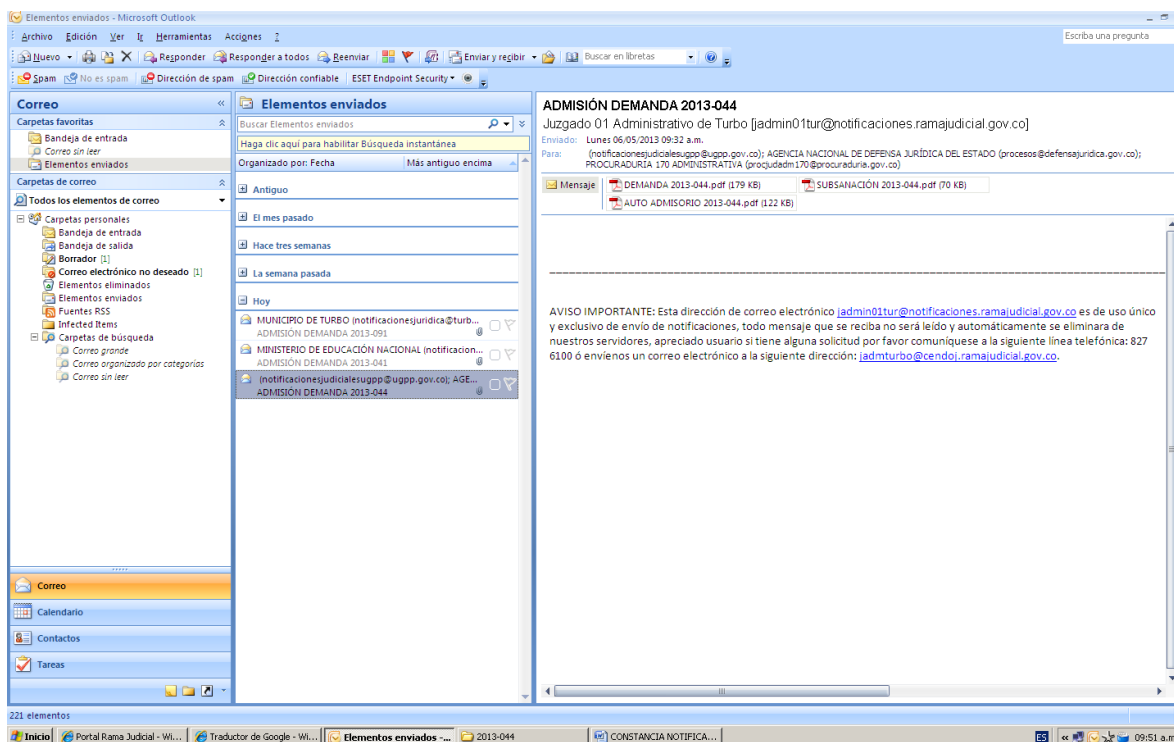 Elementos enviados - Microsoft Outlook
Archivo Edición Ver Ir Herramientas Acciones ?
Escriba una pregunta
Nuevo Responder Responder a todos Reenviar Enviar y recibir Buscar en libretas
Spam No es spam Dirección de spam Dirección confiable ESET Endpoint Security
Correo «
Carpetas favoritas
Bandeja de entrada
Correo sin leer
Elementos enviados
Carpetas de correo
Todos los elementos de correo
Carpetas personales
Bandeja de entrada
Bandeja de salida
Borrador [1]
Correo electrónico no deseado [1]
Elementos eliminados
Elementos enviados
Fuentes RSS
Infected Items
Carpetas de búsqueda
Correo grande
Correo organizado por categorías
Correo sin leer
Correo
Calendario
Contactos
Tareas
Elementos enviados
Buscar Elementos enviados
Haga clic aquí para habilitar Búsqueda instantánea
Organizado por: Fecha Más antiguo encima
Antiguo
El mes pasado
Hace tres semanas
La semana pasada
Hoy
MUNICIPIO DE TURBO (notificacionesjuridica@turb...
ADMISIÓN DEMANDA 2013-091
MINISTERIO DE EDUCACIÓN NACIONAL (notificacion...
ADMISIÓN DEMANDA 2013-041
(notificacionesjudicialesugpp@ugpp.gov.co); AGE...
ADMISIÓN DEMANDA 2013-044
ADMISIÓN DEMANDA 2013-044
Juzgado 01 Administrativo de Turbo [jadmin01tur@notificaciones.ramajudicial.gov.co]
Enviado: Lunes 06/05/2013 09:32 a.m.
Para: (notificacionesjudicialesugpp@ugpp.gov.co); AGENCIA NACIONAL DE DEFENSA JURÍDICA DEL ESTADO (procesos@defensajuridica.gov.co);
PROCURADURIA 170 ADMINISTRATIVA (procjudadm170@procuraduria.gov.co)
Mensaje DEMANDA 2013-044.pdf (179 KB) SUBSANACIÓN 2013-044.pdf (70 KB)
AUTO ADMISORIO 2013-044.pdf (122 KB)
AVISO IMPORTANTE: Esta dirección de correo electrónico jadmin01tur@notificaciones.ramajudicial.gov.co es de uso único
y exclusivo de envío de notificaciones, todo mensaje que se reciba no será leído y automáticamente se eliminara de
nuestros servidores, apreciado usuario si tiene alguna solicitud por favor comuníquese a la siguiente línea telefónica: 827
6100 ó envíenos un correo electrónico a la siguiente dirección: jadmturbo@cendoj.ramajudicial.gov.co.
221 elementos
Inicio Portal Rama Judicial - Wi... Traductor de Google - Wi... Elementos enviados -... 2013-044 CONSTANCIA NOTIFICA... ES « 09:51 a.m